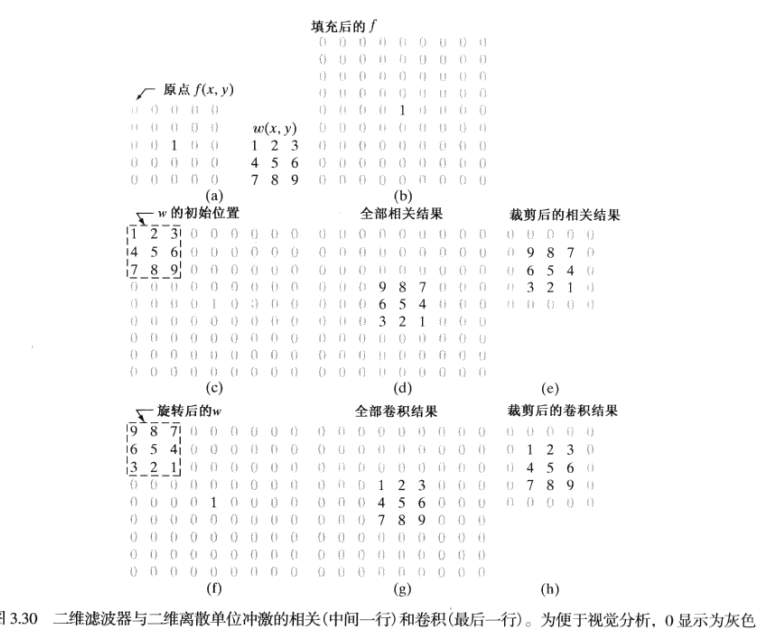 填充后的 f
0 0 0 0 0 0 0 0 0
0 0 0 0 0 0 0 0 0
0 0 0 0 0 0 0 0 0
0 0 0 0 0 0 0 0 0
0 0 0 0 1 0 0 0 0
0 0 0 0 0 0 0 0 0
0 0 0 0 0 0 0 0 0
0 0 0 0 0 0 0 0 0
0 0 0 0 0 0 0 0 0
原点 f(x, y)
0 0 0 0 0
0 0 0 0 0
0 0 1 0 0
0 0 0 0 0
0 0 0 0 0
w(x, y)
1 2 3
4 5 6
7 8 9
(a)
(b)
w 的初始位置
1 2 3 0 0 0 0 0 0
4 5 6 0 0 0 0 0 0
7 8 9 0 0 0 0 0 0
0 0 0 0 0 0 0 0 0
0 0 0 0 1 0 0 0 0
0 0 0 0 0 0 0 0 0
0 0 0 0 0 0 0 0 0
0 0 0 0 0 0 0 0 0
0 0 0 0 0 0 0 0 0
(c)
全部相关结果
0 0 0 0 0 0 0 0 0
0 0 0 0 0 0 0 0 0
0 0 0 0 0 0 0 0 0
0 0 0 9 8 7 0 0 0
0 0 0 6 5 4 0 0 0
0 0 0 3 2 1 0 0 0
0 0 0 0 0 0 0 0 0
0 0 0 0 0 0 0 0 0
0 0 0 0 0 0 0 0 0
(d)
裁剪后的相关结果
0 0 0 0 0
0 9 8 7 0
0 6 5 4 0
0 3 2 1 0
0 0 0 0 0
(e)
旋转后的w
9 8 7 0 0 0 0 0 0
6 5 4 0 0 0 0 0 0
3 2 1 0 0 0 0 0 0
0 0 0 0 0 0 0 0 0
0 0 0 0 1 0 0 0 0
0 0 0 0 0 0 0 0 0
0 0 0 0 0 0 0 0 0
0 0 0 0 0 0 0 0 0
0 0 0 0 0 0 0 0 0
(f)
全部卷积结果
0 0 0 0 0 0 0 0 0
0 0 0 0 0 0 0 0 0
0 0 0 0 0 0 0 0 0
0 0 0 1 2 3 0 0 0
0 0 0 4 5 6 0 0 0
0 0 0 7 8 9 0 0 0
0 0 0 0 0 0 0 0 0
0 0 0 0 0 0 0 0 0
0 0 0 0 0 0 0 0 0
(g)
裁剪后的卷积结果
0 0 0 0 0
0 1 2 3 0
0 4 5 6 0
0 7 8 9 0
0 0 0 0 0
(h)
3.30 二维滤波器与二维离散单位冲激的相关(中间一行)和卷积(最后一行)。为便于视觉分析，0 显示为灰色